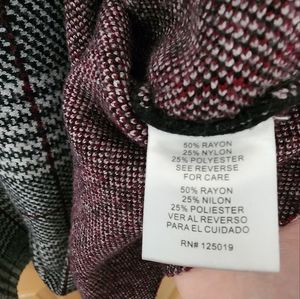 50% RAYON
25% NYLON
25% POLYESTER
SEE REVERSE
FOR CARE
50% RAYON
25% NILON
25% POLYESTER
VER AL REVERSO
PARA EL CUIDADO
RN# 125019